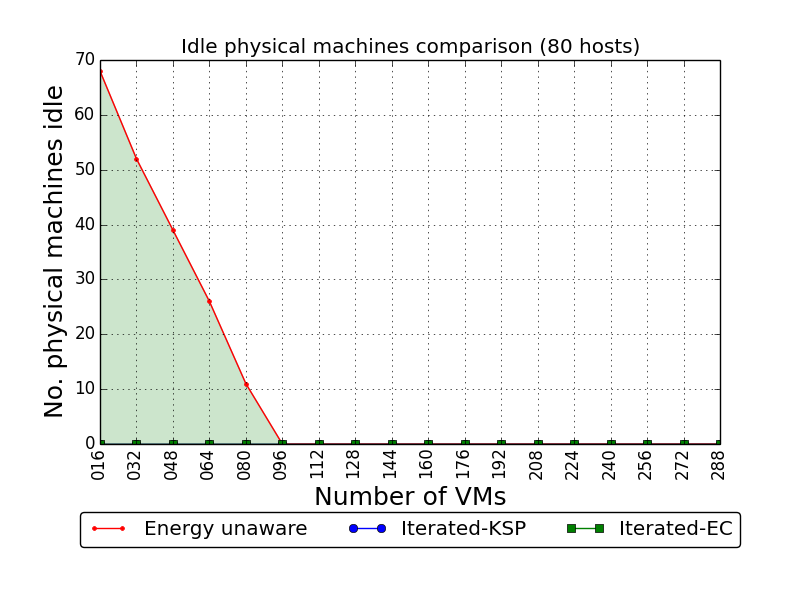 Idle physical machines comparison (80 hosts)
No. physical machines idle
70
60
50
40
30
20
10
0
016 032 048 064 080 096 112 128 144 160 176 192 208 224 240 256 272 288
Number of VMs
Energy unaware Iterated-KSP Iterated-EC